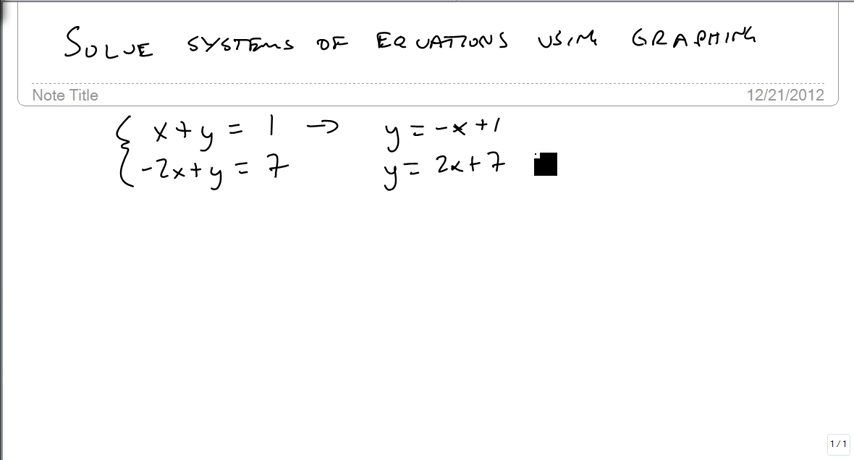 SOLVE SYSTEMS OF EQUATIONS USING GRAPHING
Note Title 12/21/2012
{ x+y = 1 → y = -x+1
-2x+y = 7 y = 2x+7
1 / 1